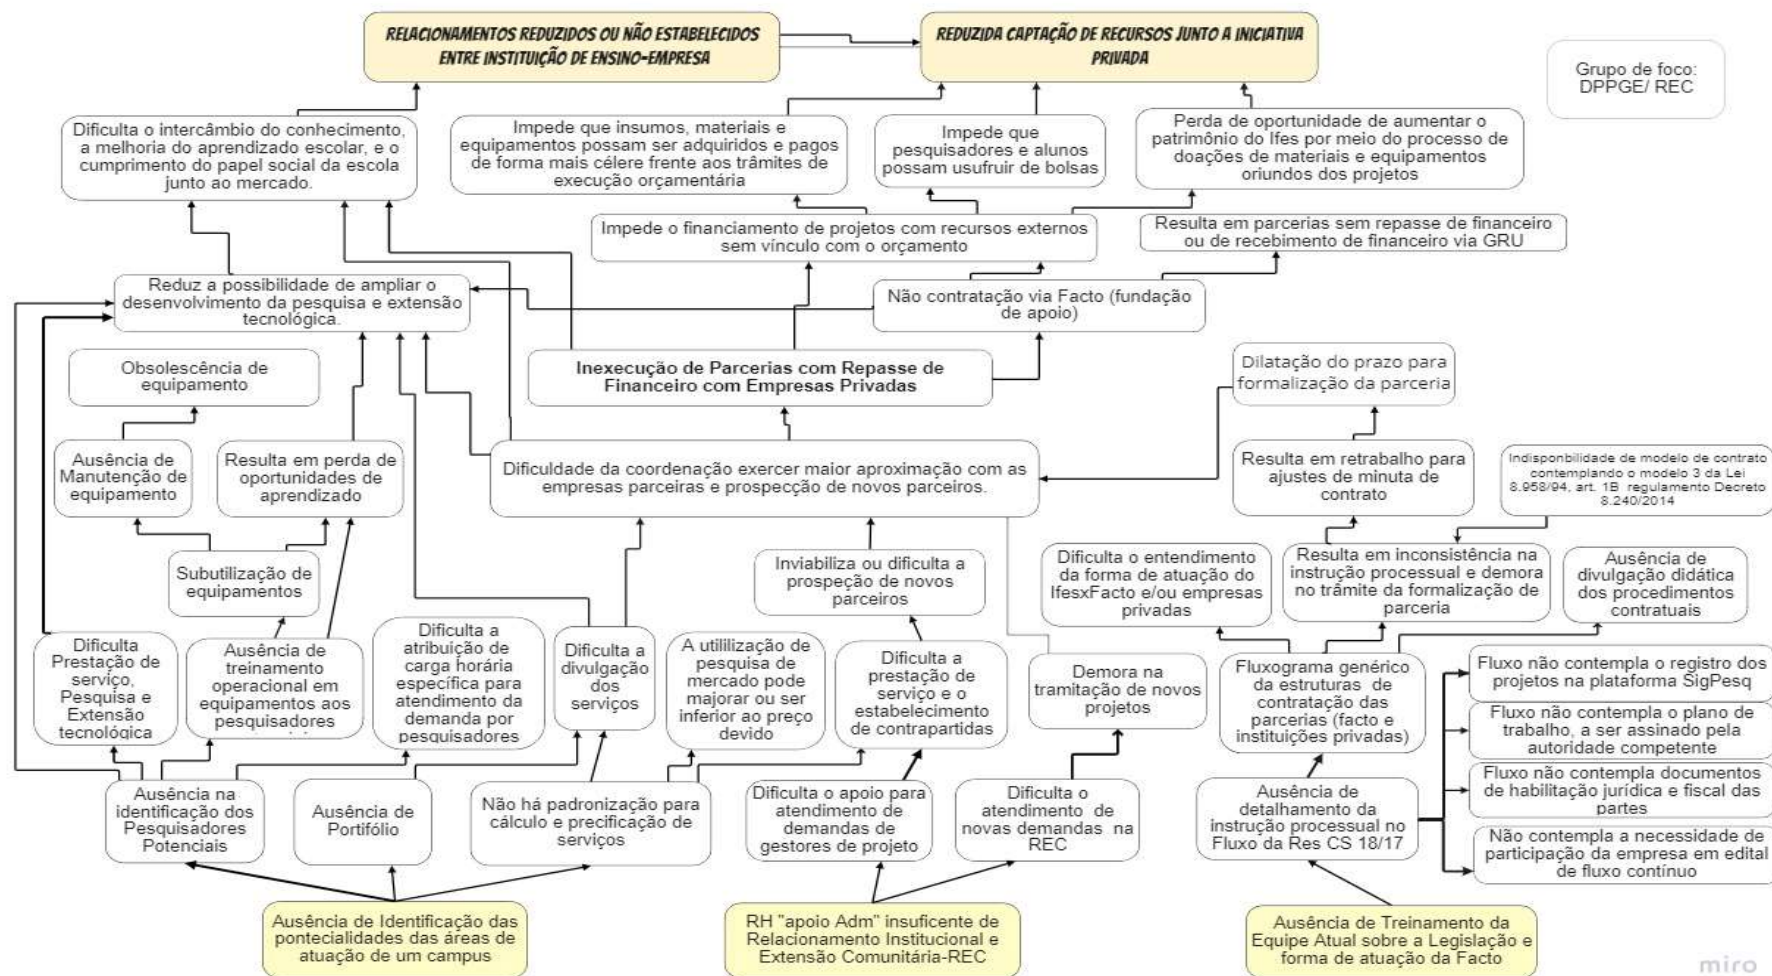 RELACIONAMENTOS REDUZIDOS OU NÃO ESTABELECIDOS
ENTRE INSTITUIÇÃO DE ENSINO-EMPRESA
REDUZIDA CAPTAÇÃO DE RECURSOS JUNTO A INICIATIVA
PRIVADA
Grupo de foco:
DPPGE/ REC
Dificulta o intercâmbio do conhecimento,
a melhoria do aprendizado escolar, e o
cumprimento do papel social da escola
junto ao mercado.
Impede que insumos, materiais e
equipamentos possam ser adquiridos e pagos
de forma mais célere frente aos trâmites de
execução orçamentária
Impede que
pesquisadores e alunos
possam usufruir de bolsas
Perda de oportunidade de aumentar o
patrimônio do Ifes por meio do processo de
doações de materiais e equipamentos
oriundos dos projetos
Impede o financiamento de projetos com recursos externos
sem vínculo com o orçamento
Resulta em parcerias sem repasse de financeiro
ou de recebimento de financeiro via GRU
Reduz a possibilidade de ampliar o
desenvolvimento da pesquisa e extensão
tecnológica.
Não contratação via Facto (fundação
de apoio)
Obsolescência de
equipamento
Inexecução de Parcerias com Repasse de
Financeiro com Empresas Privadas
Dilatação do prazo para
formalização da parceria
Ausência de
Manutenção de
equipamento
Resulta em perda de
oportunidades de
aprendizado
Dificuldade da coordenação exercer maior aproximação com as
empresas parceiras e prospecção de novos parceiros.
Resulta em retrabalho para
ajustes de minuta de
contrato
Indisponbilidade de modelo de contrato
contemplando o modelo 3 da Lei
8.958/94, art. 1B regulamento Decreto
8.240/2014
Subutilização de
equipamentos
Inviabiliza ou dificulta a
prospeção de novos
parceiros
Dificulta o entendimento
da forma de atuação do
IfesxFacto e/ou empresas
privadas
Resulta em inconsistência na
instrução processual e demora
no trâmite da formalização de
parceria
Ausência de
divulgação didática
dos procedimentos
contratuais
Dificulta
Prestação de
serviço,
Pesquisa e
Extensão
tecnológica
Ausência de
treinamento
operacional em
equipamentos aos
pesquisadores
Dificulta a
atribuição de
carga horária
específica para
atendimento da
demanda por
pesquisadores
Dificulta a
divulgação
dos
serviços
A utililização de
pesquisa de
mercado pode
majorar ou ser
inferior ao preço
devido
Dificulta a
prestação de
serviço e o
estabelecimento
de contrapartidas
Demora na
tramitação de novos
projetos
Fluxograma genérico
da estruturas de
contratação das
parcerias (facto e
instituições privadas)
Fluxo não contempla o registro dos
projetos na plataforma SigPesq
Fluxo não contempla o plano de
trabalho, a ser assinado pela
autoridade competente
Fluxo não contempla documentos
de habilitação jurídica e fiscal das
partes
Não contempla a necessidade de
participação da empresa em edital
de fluxo contínuo
Ausência na
identificação dos
Pesquisadores
Potenciais
Ausência
de Portifólio
Não há padronização para
cálculo e precificação de
serviços
Dificulta o apoio para
atendimento de
demandas de
gestores de projeto
Dificulta o
atendimento de
novas demandas na
REC
Ausência de
detalhamento da
instrução processual no
Fluxo da Res CS 18/17
Ausência de Identificação das
pontecialidades das áreas de
atuação de um campus
RH "apoio Adm" insuficente de
Relacionamento Institucional e
Extensão Comunitária-REC
Ausência de Treinamento da
Equipe Atual sobre a Legislação e
forma de atuação da Facto
miro